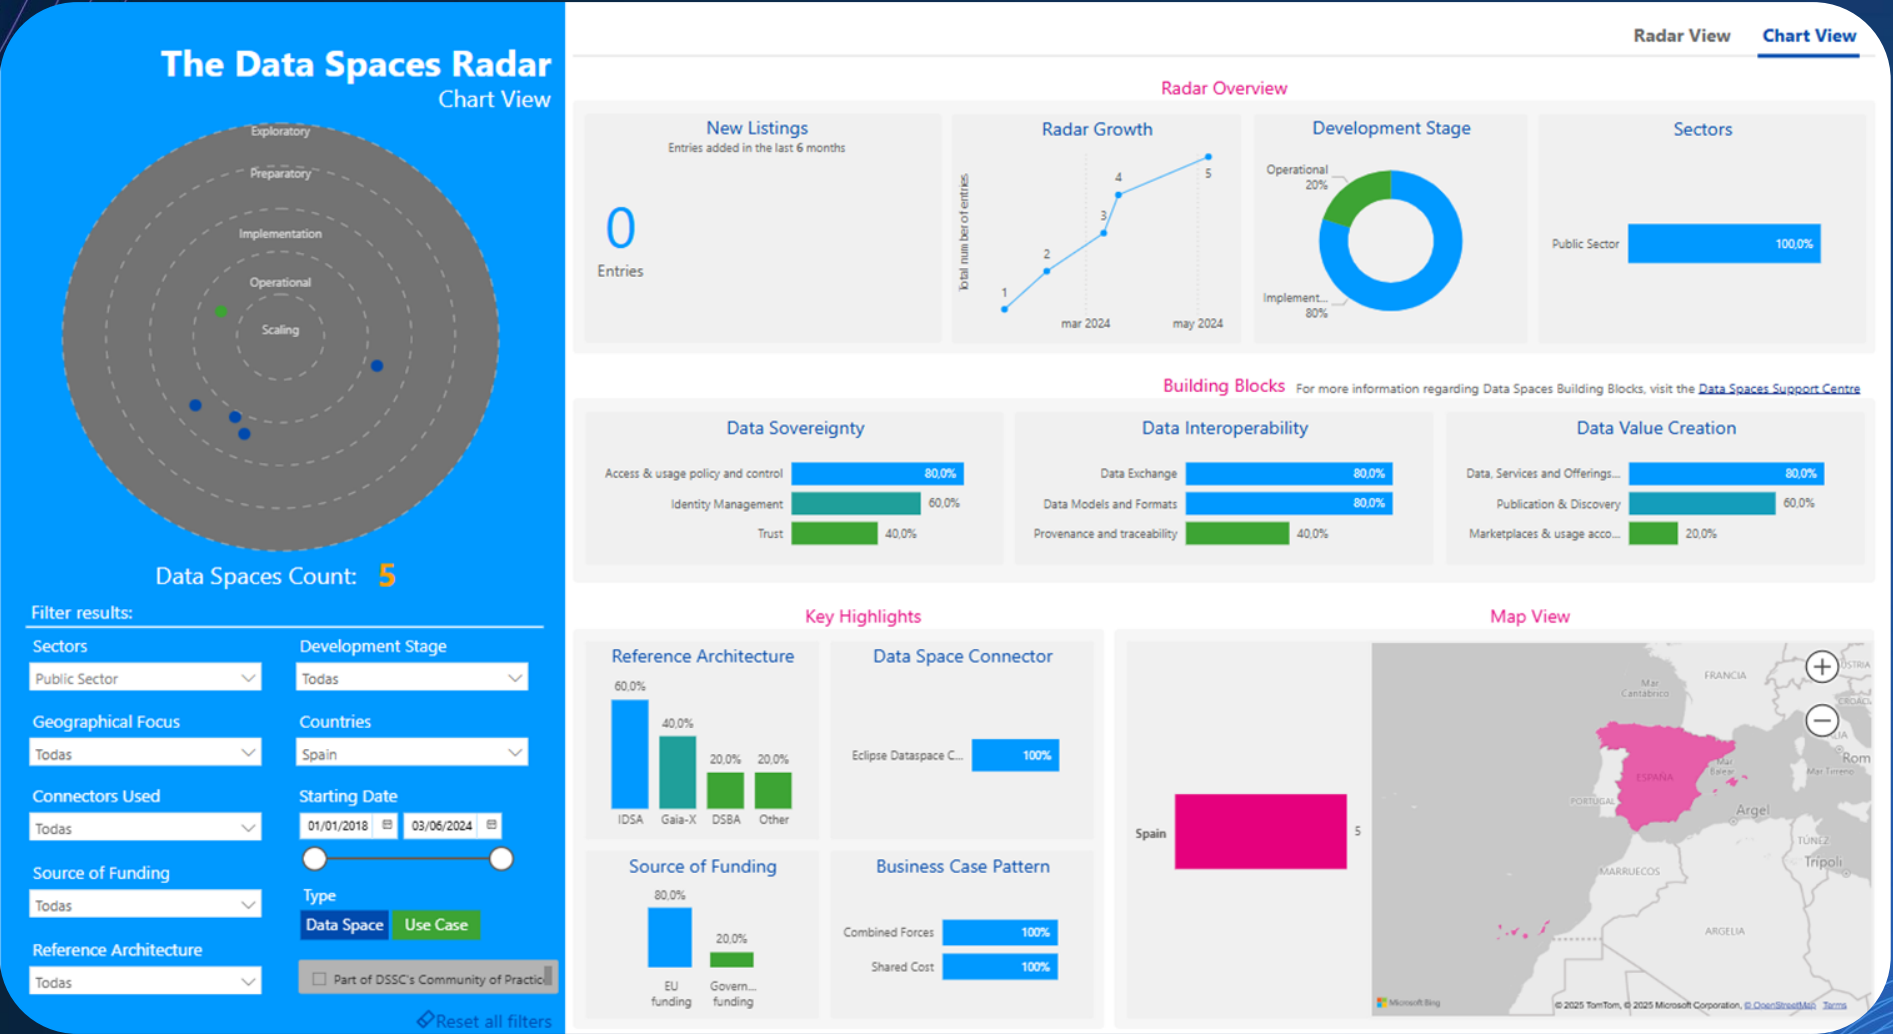 The Data Spaces Radar
Chart View
Exploratory
Preparatory
Implementation
Operational
Scaling
Data Spaces Count: 5
Filter results:
Sectors
Public Sector
Development Stage
Todas
Geographical Focus
Todas
Countries
Spain
Connectors Used
Todas
Starting Date
01/01/2018
03/06/2024
Source of Funding
Todas
Type
Data Space
Use Case
Reference Architecture
Todas
Part of DSSC's Community of Practic
Reset all filters
Radar View
Chart View
Radar Overview
New Listings
Entries added in the last 6 months
0
Entries
Radar Growth
Total number of entries
1
2
3
4
5
mar 2024
may 2024
Development Stage
Operational
20%
Implement...
80%
Sectors
Public Sector
100,0%
Building Blocks
For more information regarding Data Spaces Building Blocks, visit the Data Spaces Support Centre
Data Sovereignty
Access & usage policy and control 80,0%
Identity Management 60,0%
Trust 40,0%
Data Interoperability
Data Exchange 80,0%
Data Models and Formats 80,0%
Provenance and traceability 40,0%
Data Value Creation
Data, Services and Offerings... 80,0%
Publication & Discovery 60,0%
Marketplaces & usage acco... 20,0%
Key Highlights
Reference Architecture
60,0%
40,0%
20,0% 20,0%
IDSA Gaia-X DSBA Other
Data Space Connector
Eclipse Dataspace C... 100%
Source of Funding
80,0%
20,0%
EU funding
Govern... funding
Business Case Pattern
Combined Forces 100%
Shared Cost 100%
Map View
Spain
5
FRANCIA
Mar Cantábrico
ESPAÑA
PORTUGAL
Mar Balear
Rom
Mar Tirreno
Argel
TÚNEZ
Trípoli
MARRUECOS
ARGELIA
Microsoft Bing
© 2025 TomTom, © 2025 Microsoft Corporation, © OpenStreetMap Terms